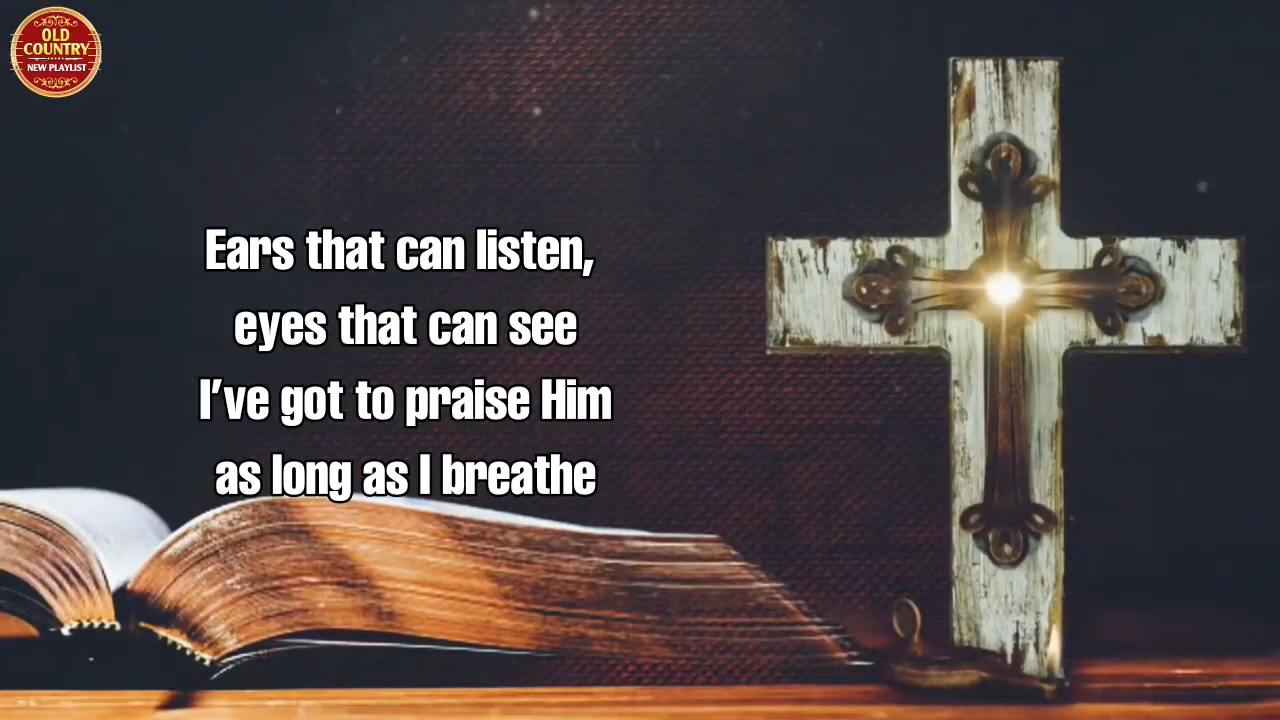 OLD
COUNTRY
NEW PLAYLIST
Ears that can listen,
eyes that can see
I've got to praise Him
as long as I breathe